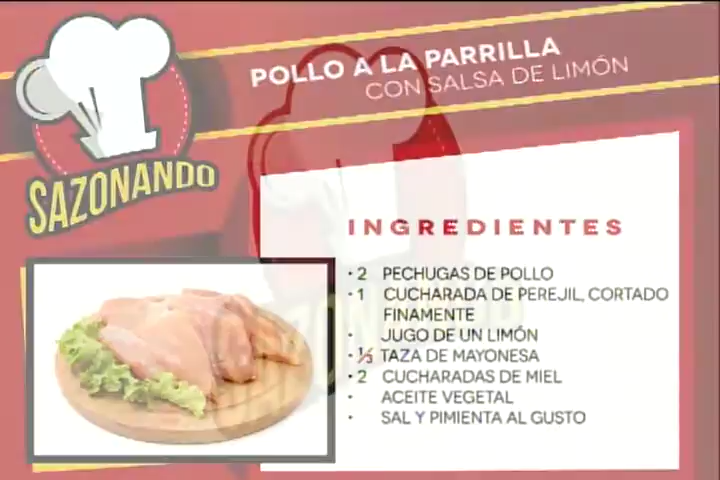 POLLO A LA PARRILLA
CON SALSA DE LIMÓN
SAZONANDO
INGREDIENTES
• 2 PECHUGAS DE POLLO
• 1 CUCHARADA DE PEREJIL, CORTADO
FINAMENTE
• JUGO DE UN LIMÓN
• ⅓ TAZA DE MAYONESA
• 2 CUCHARADAS DE MIEL
• ACEITE VEGETAL
• SAL Y PIMIENTA AL GUSTO